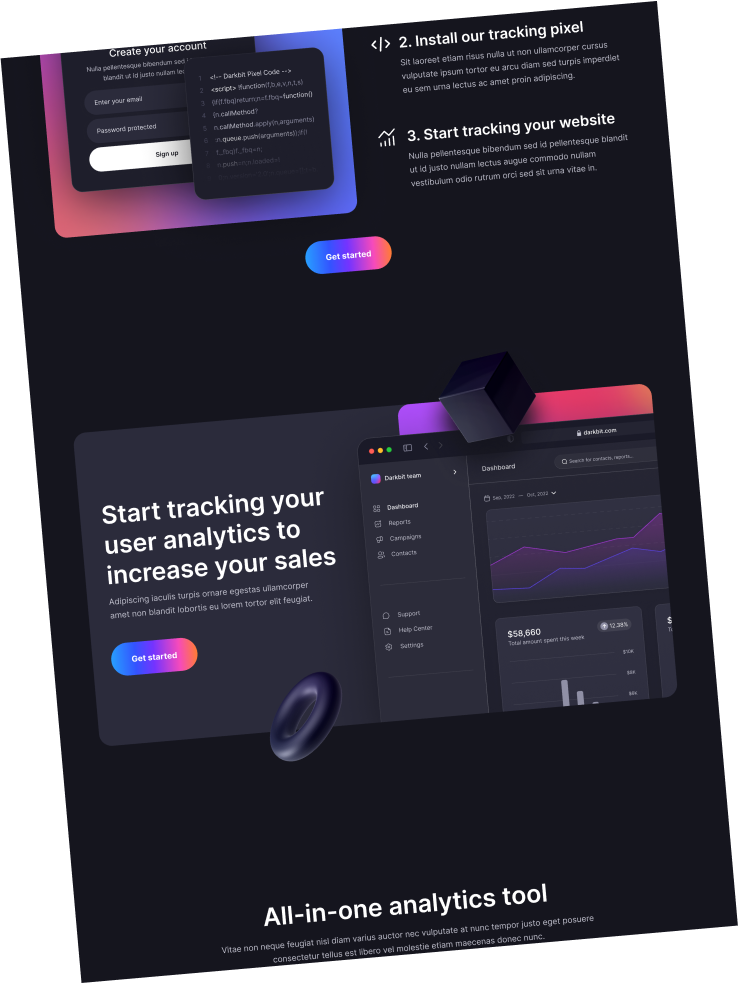 Create your account
Nulla pellentesque bibendum sed
blandit ut id justo nullam lec
Enter your email
Password protected
Sign up
1 <!-- Darkbit Pixel Code -->
2 <script> !function(f,b,e,v,n,t,s)
3 {if(f.fbq)return;n=f.fbq=function()
4 {n.callMethod?
5 n.callMethod.apply(n,arguments)
6 :n.queue.push(arguments)};if(!
7 f._fbq)f._fbq=n;
8 n.push=n;n.loaded=!
2. Install our tracking pixel
Sit laoreet etiam risus nulla ut non ullamcorper cursus
vulputate ipsum tortor eu arcu diam sed turpis imperdiet
eu sem urna lectus ac amet proin adipiscing.
3. Start tracking your website
Nulla pellentesque bibendum sed id pellentesque blandit
ut id justo nullam lectus augue commodo nullam
vestibulum odio rutrum orci sed sit urna vitae in.
Get started
Start tracking your
user analytics to
increase your sales
Adipiscing iaculis turpis ornare egestas ullamcorper
amet non blandit lobortis eu lorem tortor elit feugiat.
Get started
darkbit.com
Darkbit team
Dashboard
Reports
Campaigns
Contacts
Support
Help Center
Settings
Dashboard
Search for contacts, reports...
Sep, 2022 — Oct, 2022
$58,660
12.38%
Total amount spent this week
$10K
$8K
$6K
$
All-in-one analytics tool
Vitae non neque feugiat nisl diam varius auctor nec vulputate at nunc tempor justo eget posuere
consectetur tellus est libero vel molestie etiam maecenas donec nunc.